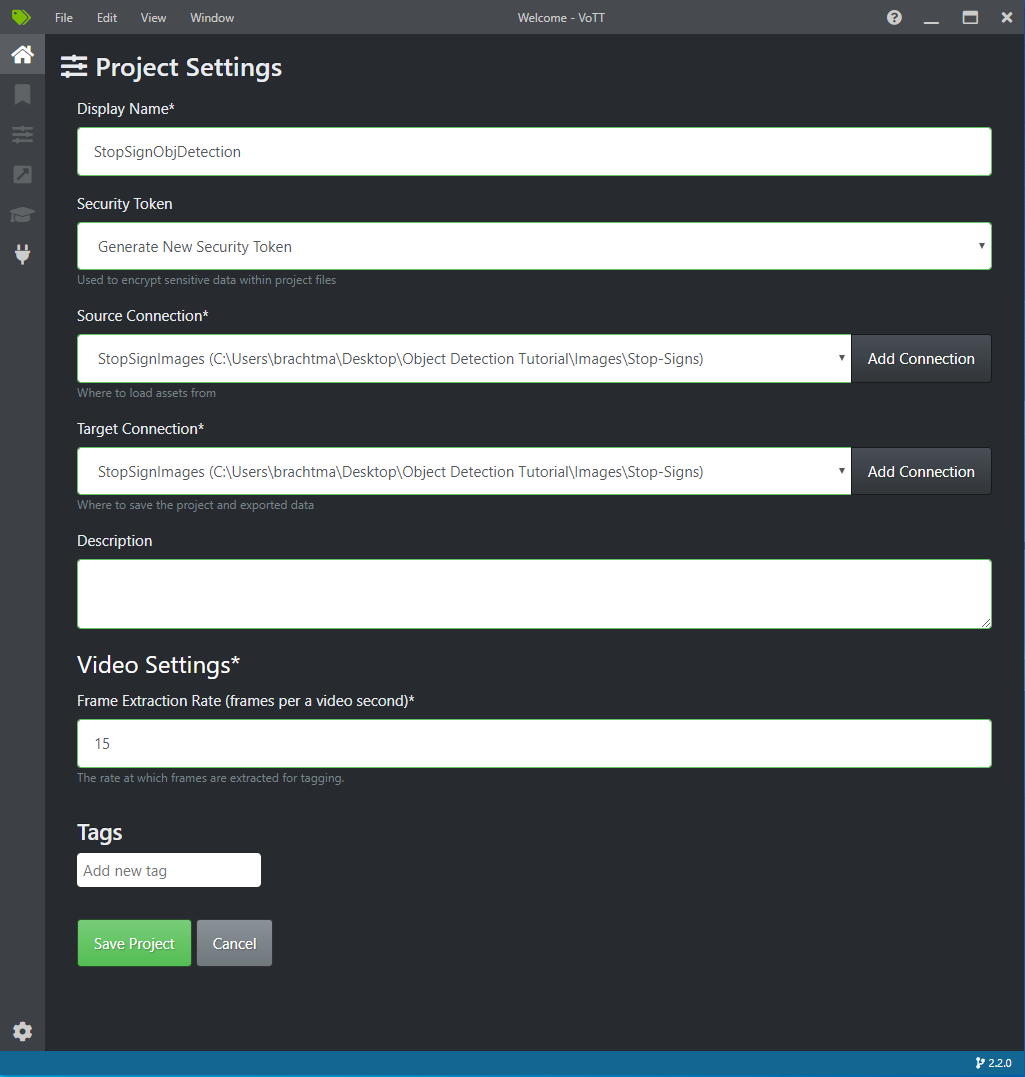 File Edit View Window Welcome - VoTT
Project Settings
Display Name*
StopSignObjDetection
Security Token
Generate New Security Token
Used to encrypt sensitive data within project files
Source Connection*
StopSignImages (C:\Users\brachtma\Desktop\Object Detection Tutorial\Images\Stop-Signs) Add Connection
Where to load assets from
Target Connection*
StopSignImages (C:\Users\brachtma\Desktop\Object Detection Tutorial\Images\Stop-Signs) Add Connection
Where to save the project and exported data
Description
Video Settings*
Frame Extraction Rate (frames per a video second)*
15
The rate at which frames are extracted for tagging.
Tags
Add new tag
Save Project Cancel
2.2.0